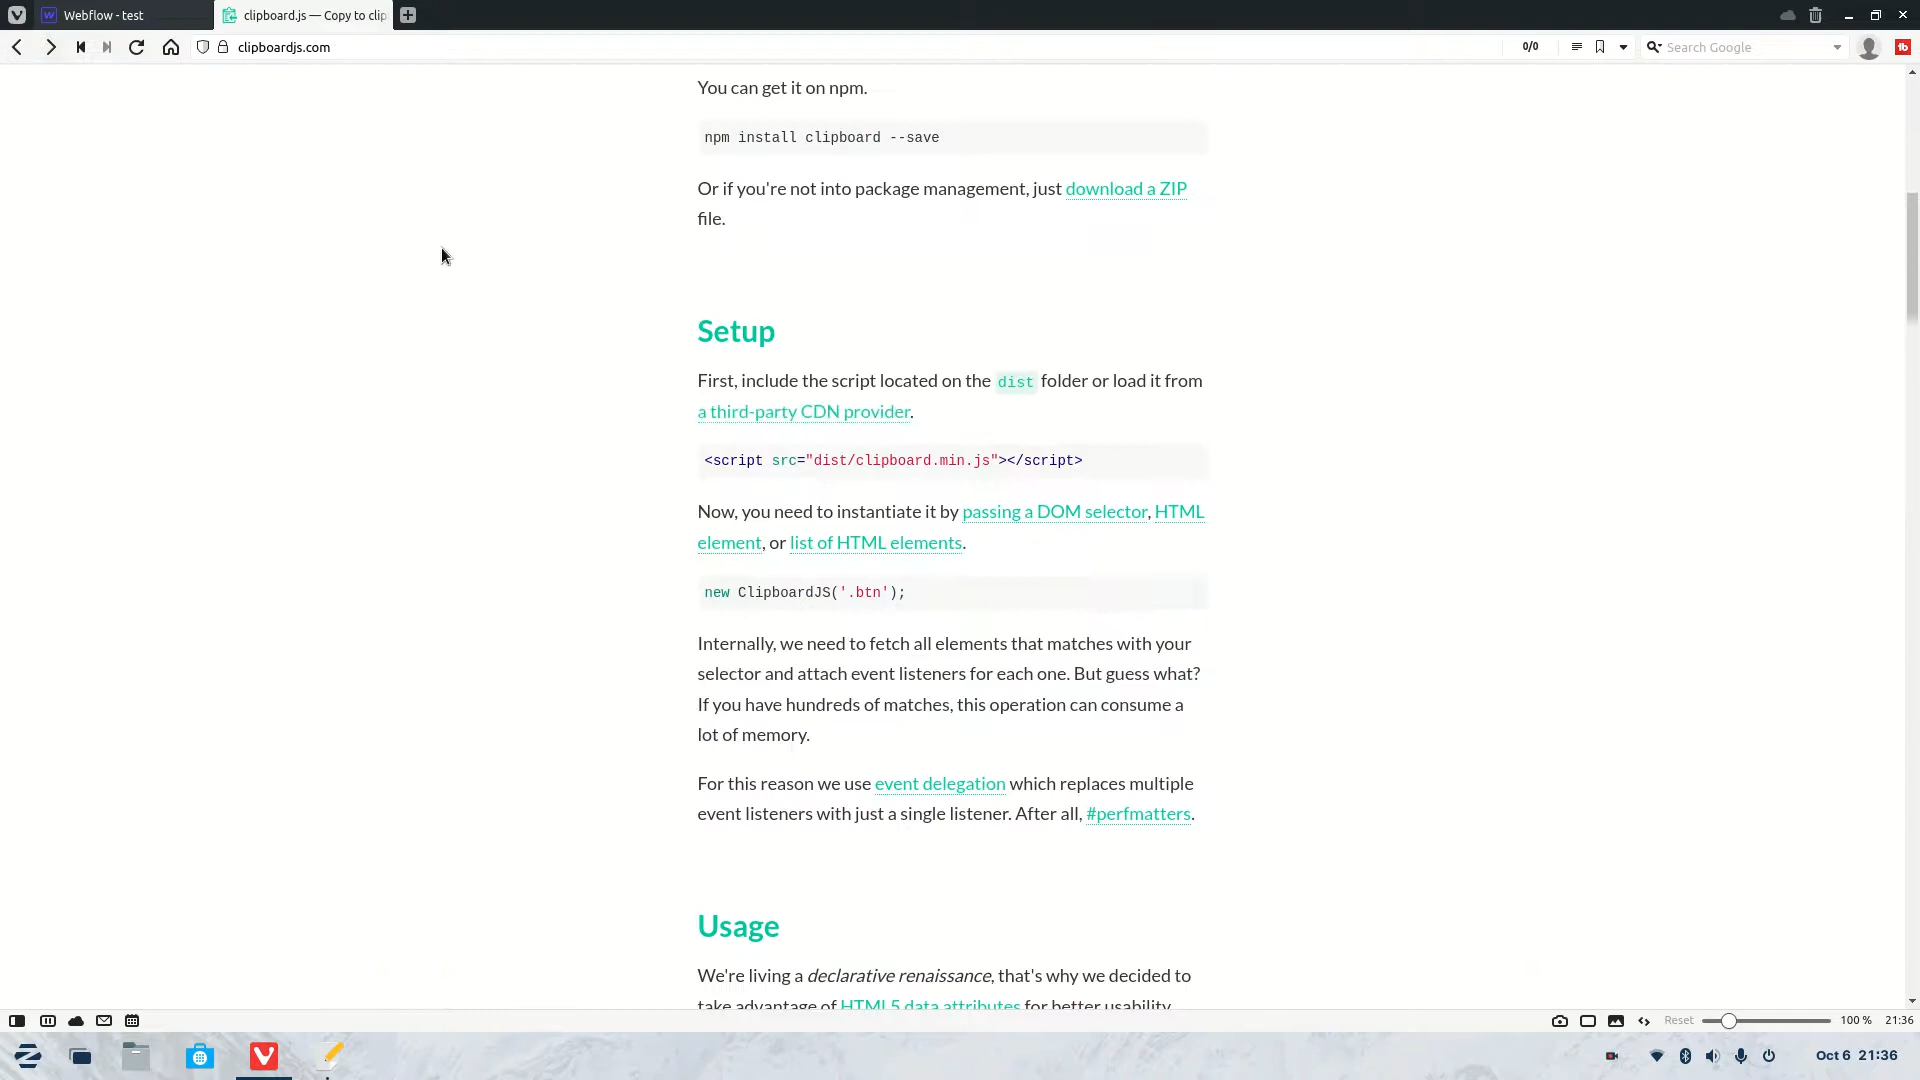 Webflow - test
clipboard.js — Copy to clip
clipboardjs.com
0/0
Search Google
You can get it on npm.
npm install clipboard --save
Or if you're not into package management, just download a ZIP
file.
Setup
First, include the script located on the dist folder or load it from
a third-party CDN provider.
<script src="dist/clipboard.min.js"></script>
Now, you need to instantiate it by passing a DOM selector, HTML
element, or list of HTML elements.
new ClipboardJS('.btn');
Internally, we need to fetch all elements that matches with your
selector and attach event listeners for each one. But guess what?
If you have hundreds of matches, this operation can consume a
lot of memory.
For this reason we use event delegation which replaces multiple
event listeners with just a single listener. After all, #perfmatters.
Usage
We're living a declarative renaissance, that's why we decided to
take advantage of HTML5 data attributes for better usability.
Reset
100 %
21:36
Oct 6 21:36